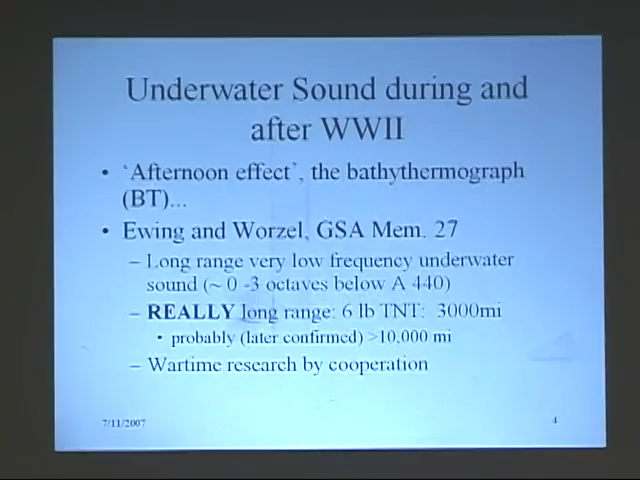 Underwater Sound during and
after WWII
• 'Afternoon effect', the bathythermograph
(BT)...
• Ewing and Worzel, GSA Mem. 27
– Long range very low frequency underwater
sound (~ 0 -3 octaves below A 440)
– REALLY long range: 6 lb TNT: 3000mi
• probably (later confirmed) >10,000 mi
– Wartime research by cooperation
7/11/2007
4